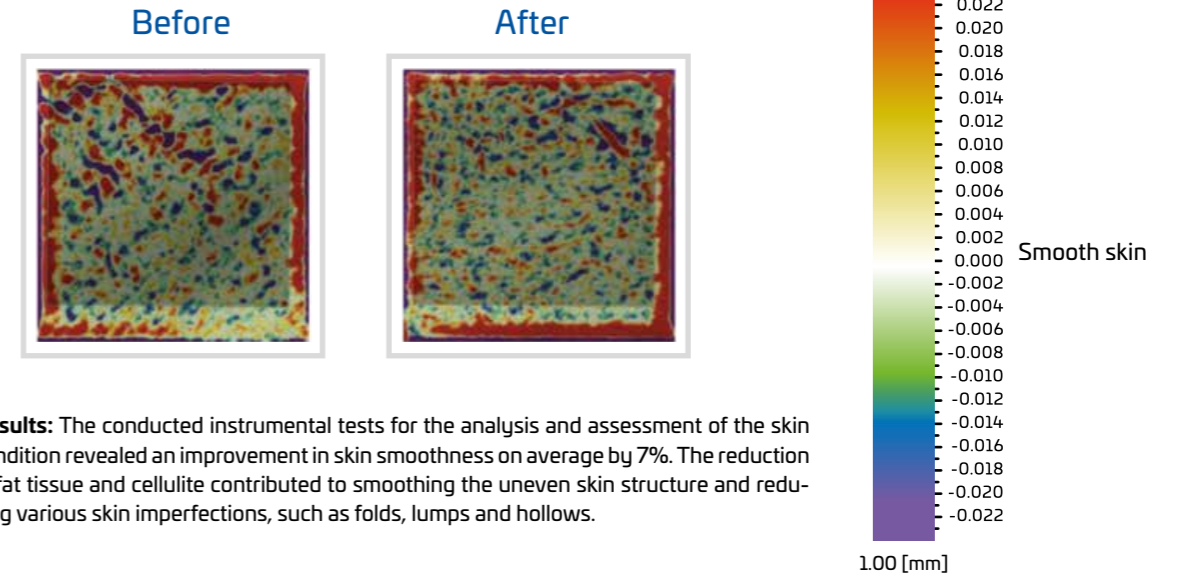 Before
After
0.022
0.020
0.018
0.016
0.014
0.012
0.010
0.008
0.006
0.004
0.002
0.000
Smooth skin
-0.002
-0.004
-0.006
-0.008
-0.010
-0.012
-0.014
-0.016
-0.018
-0.020
-0.022
1.00 [mm]
sults: The conducted instrumental tests for the analysis and assessment of the skin
ndition revealed an improvement in skin smoothness on average by 7%. The reduction
fat tissue and cellulite contributed to smoothing the uneven skin structure and redu-
g various skin imperfections, such as folds, lumps and hollows.